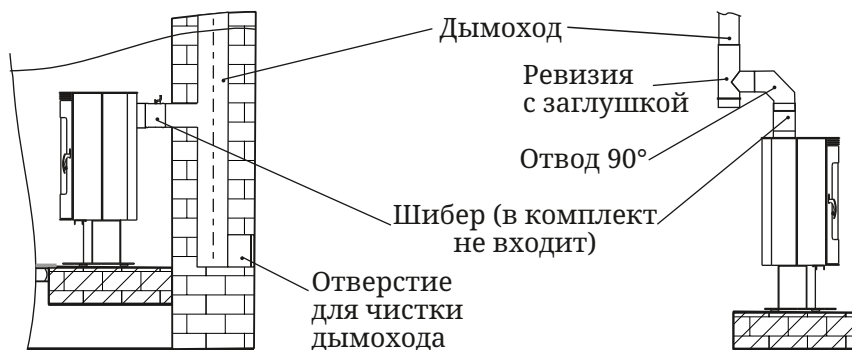 Дымоход
Ревизия
с заглушкой
Отвод 90°
Шибер (в комплект
не входит)
Отверстие
для чистки
дымохода